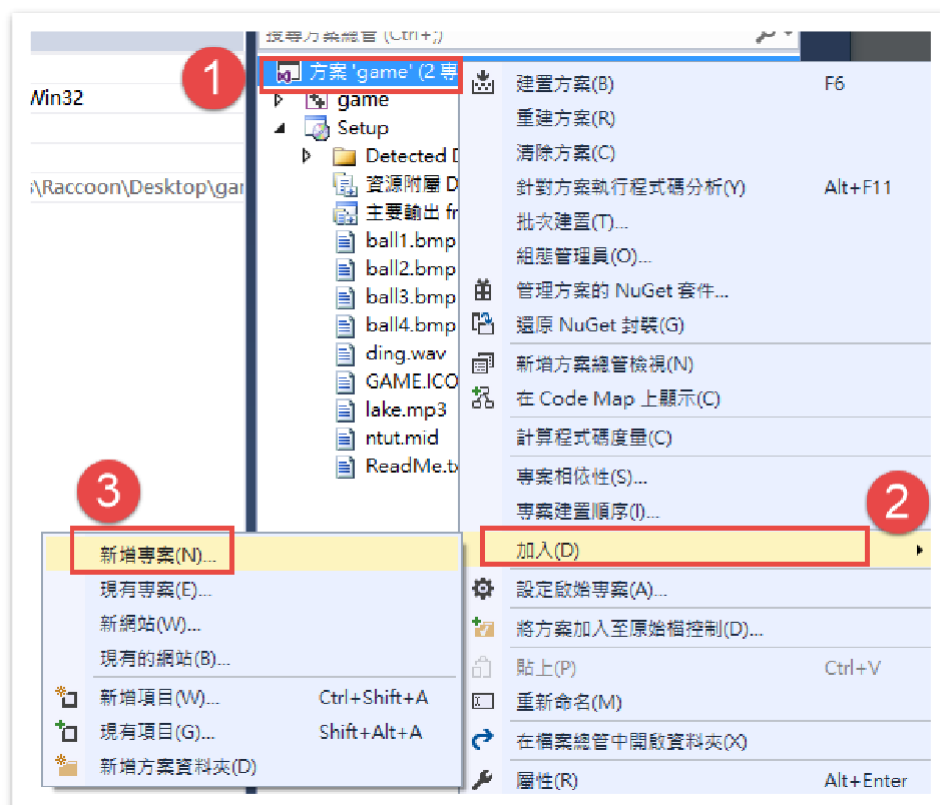 搜尋方案總管 (Ctrl+;)
1
方案 'game' (2 專
Win32
game
Setup
Detected D
\Raccoon\Desktop\gar
資源附屬 D
主要輸出 fr
ball1.bmp
ball2.bmp
ball3.bmp
ball4.bmp
ding.wav
GAME.ICO
lake.mp3
ntut.mid
ReadMe.tx
建置方案(B) F6
重建方案(R)
清除方案(C)
針對方案執行程式碼分析(Y) Alt+F11
批次建置(T)...
組態管理員(O)...
管理方案的 NuGet 套件...
還原 NuGet 封裝(G)
新增方案總管檢視(N)
在 Code Map 上顯示(C)
計算程式碼度量(C)
專案相依性(S)...
專案建置順序(I)...
2
加入(D)
設定啟始專案(A)...
將方案加入至原始檔控制(D)...
貼上(P) Ctrl+V
重新命名(M)
在檔案總管中開啟資料夾(X)
屬性(R) Alt+Enter
3
新增專案(N)...
現有專案(E)...
新網站(W)...
現有的網站(B)...
新增項目(W)... Ctrl+Shift+A
現有項目(G)... Shift+Alt+A
新增方案資料夾(D)